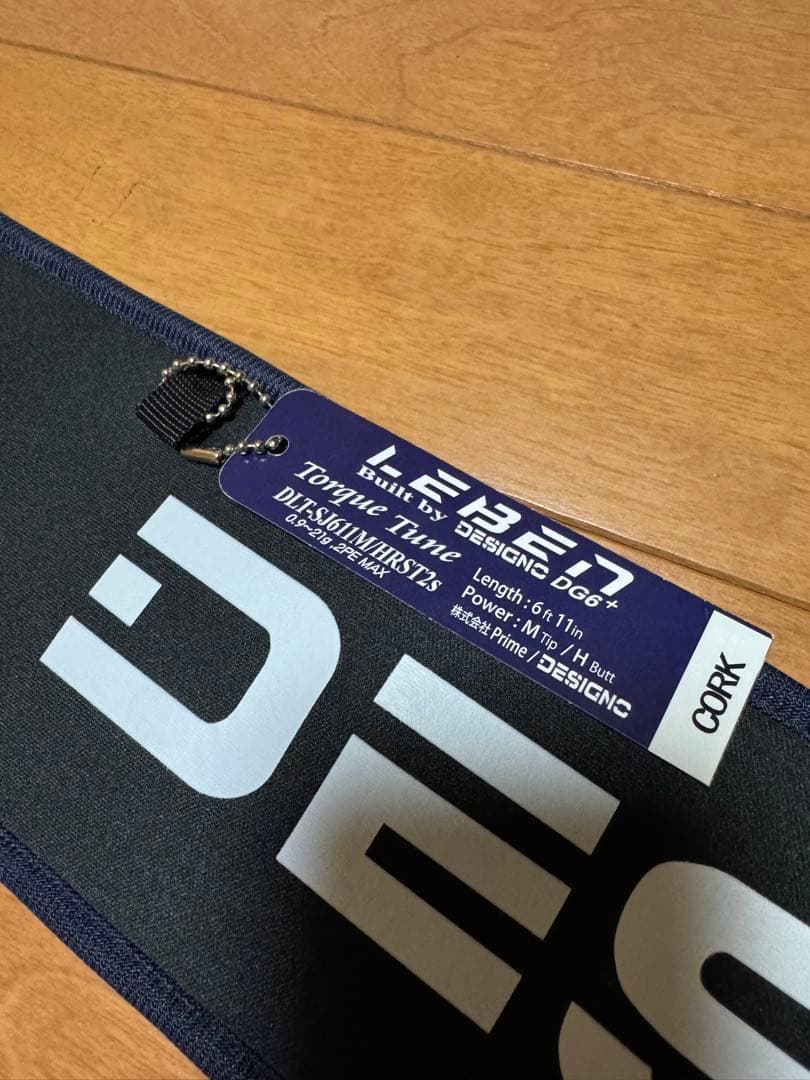 LEBEN
Built by DESIGNO DG6+
Torque Tune
DLT-SJ611M/HRST2s
0.9~21g ,2PE MAX
Length : 6 ft 11in
Power : M Tip / H Butt
株式会社 Prime / DESIGNO
CORK
DES